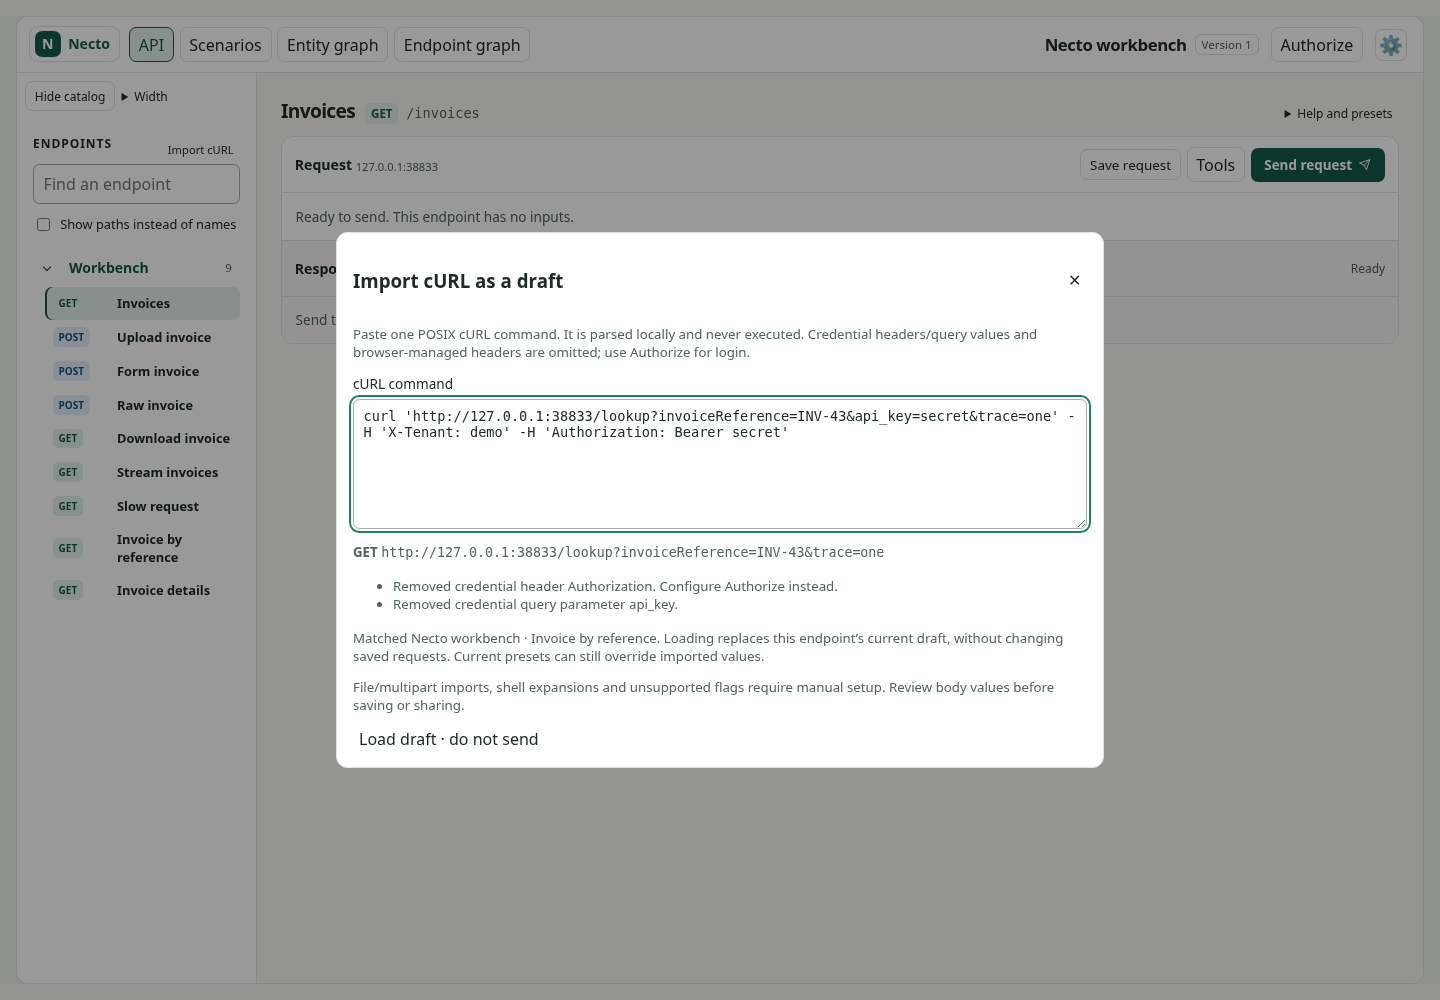 N Necto API Scenarios Entity graph Endpoint graph Necto workbench Version 1 Authorize
Hide catalog Width
ENDPOINTS Import cURL
Find an endpoint
Show paths instead of names
Workbench 9
GET Invoices
POST Upload invoice
POST Form invoice
POST Raw invoice
GET Download invoice
GET Stream invoices
GET Slow request
GET Invoice by
reference
GET Invoice details
Invoices GET /invoices Help and presets
Request 127.0.0.1:38833 Save request Tools Send request
Ready to send. This endpoint has no inputs.
Respo Ready
Send t
Import cURL as a draft ×
Paste one POSIX cURL command. It is parsed locally and never executed. Credential headers/query values and
browser-managed headers are omitted; use Authorize for login.
cURL command
curl 'http://127.0.0.1:38833/lookup?invoiceReference=INV-43&api_key=secret&trace=one' -
H 'X-Tenant: demo' -H 'Authorization: Bearer secret'
GET http://127.0.0.1:38833/lookup?invoiceReference=INV-43&trace=one
• Removed credential header Authorization. Configure Authorize instead.
• Removed credential query parameter api_key.
Matched Necto workbench · Invoice by reference. Loading replaces this endpoint’s current draft, without changing
saved requests. Current presets can still override imported values.
File/multipart imports, shell expansions and unsupported flags require manual setup. Review body values before
saving or sharing.
Load draft · do not send